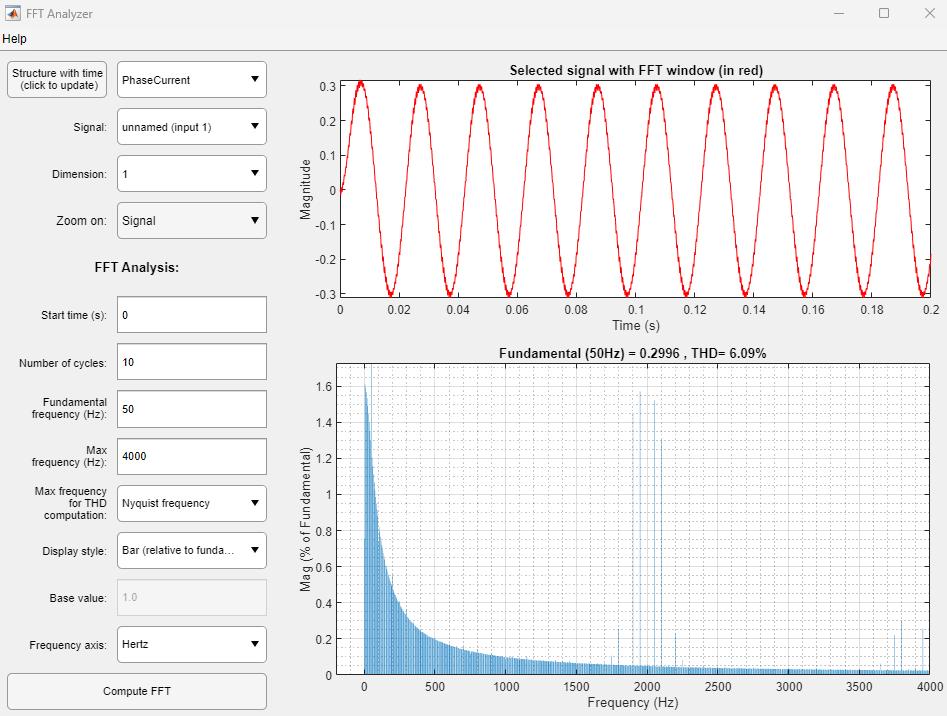 FFT Analyzer
Help
Structure with time
(click to update)
PhaseCurrent
Signal:
unnamed (input 1)
Dimension:
1
Zoom on:
Signal
FFT Analysis:
Start time (s):
0
Number of cycles:
10
Fundamental
frequency (Hz):
50
Max
frequency (Hz):
4000
Max frequency
for THD
computation:
Nyquist frequency
Display style:
Bar (relative to funda...
Base value:
1.0
Frequency axis:
Hertz
Compute FFT
Selected signal with FFT window (in red)
Magnitude
0.3
0.2
0.1
0
-0.1
-0.2
-0.3
0 0.02 0.04 0.06 0.08 0.1 0.12 0.14 0.16 0.18 0.2
Time (s)
Fundamental (50Hz) = 0.2996 , THD= 6.09%
Mag (% of Fundamental)
1.6
1.4
1.2
1
0.8
0.6
0.4
0.2
0
0 500 1000 1500 2000 2500 3000 3500 4000
Frequency (Hz)